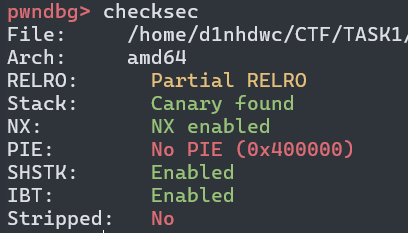 pwndbg> checksec
File:     /home/d1nhdwc/CTF/TASK1/
Arch:     amd64
RELRO:      Partial RELRO
Stack:      Canary found
NX:         NX enabled
PIE:        No PIE (0x400000)
SHSTK:      Enabled
IBT:        Enabled
Stripped:   No